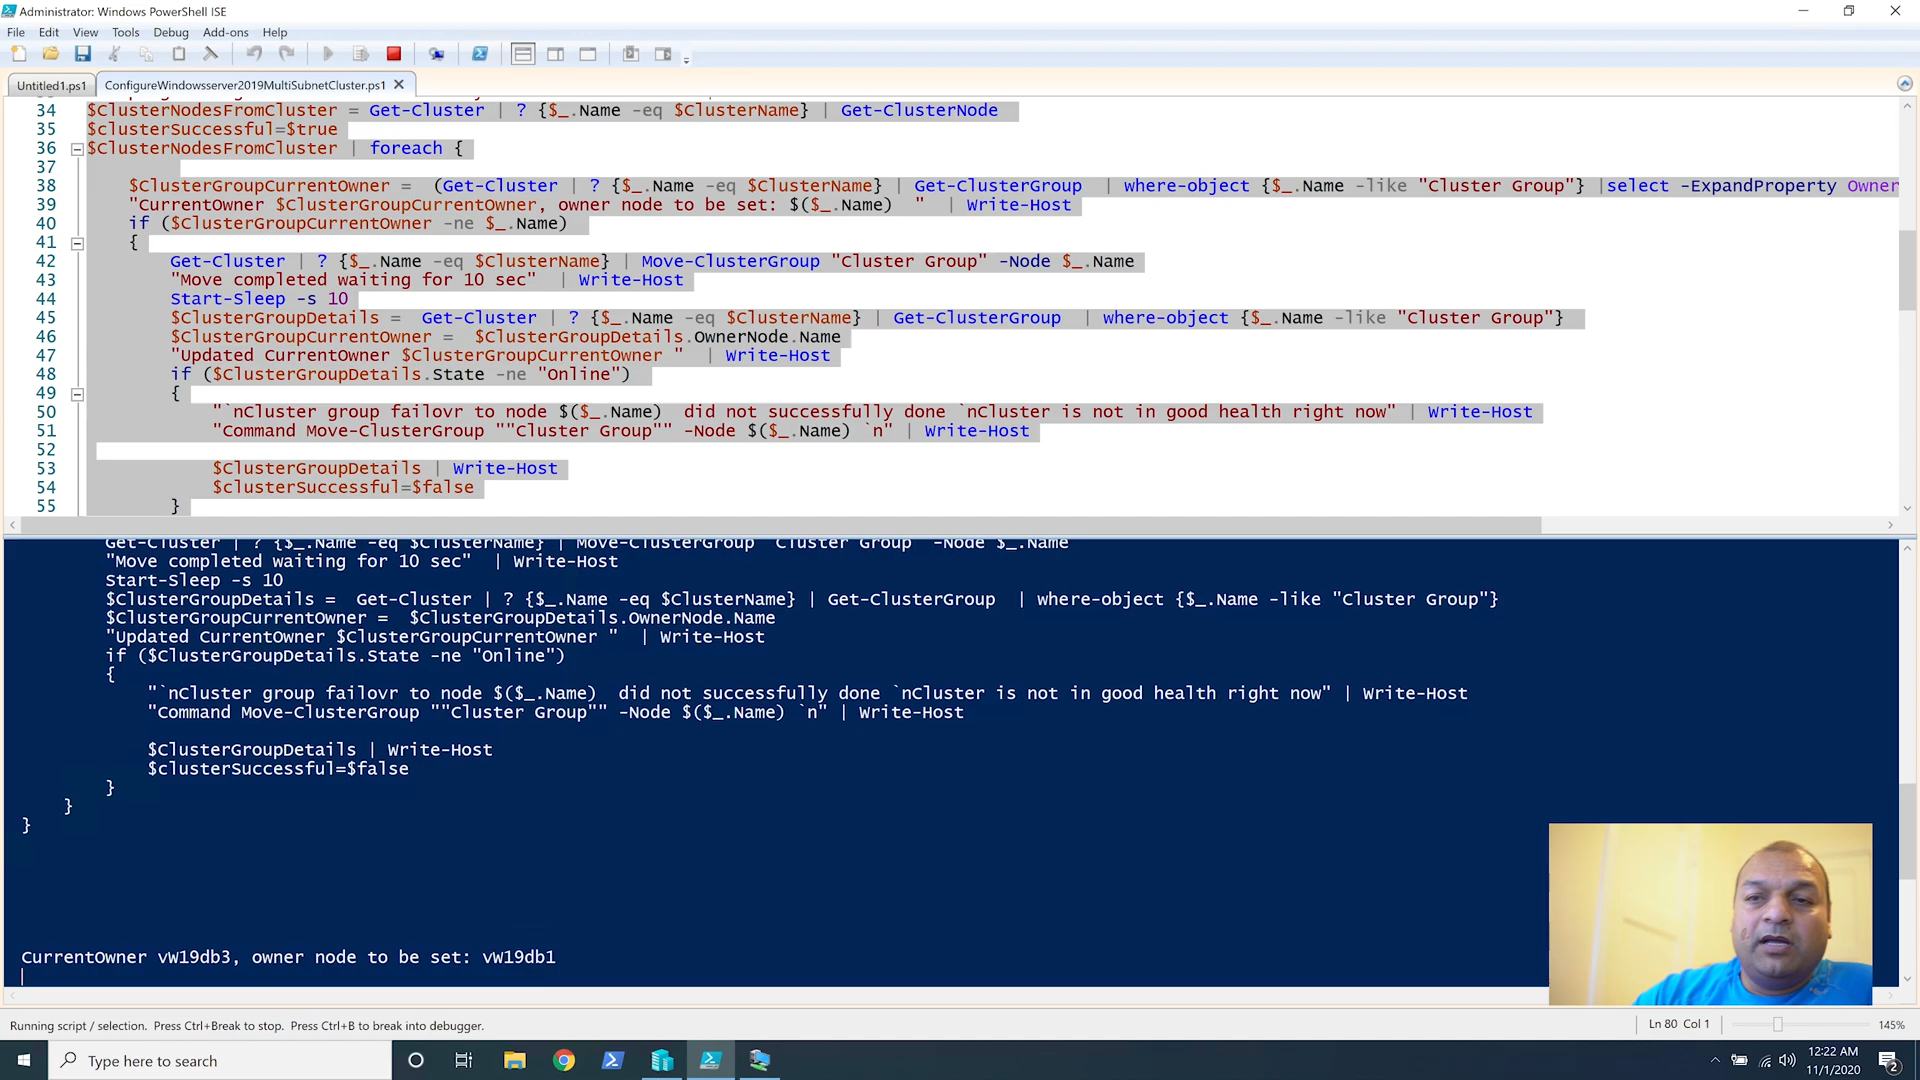 Administrator: Windows PowerShell ISE
File Edit View Tools Debug Add-ons Help
Untitled1.ps1 ConfigureWindowsserver2019MultiSubnetCluster.ps1
34 $ClusterNodesFromCluster = Get-Cluster | ? {$_.Name -eq $ClusterName} | Get-ClusterNode
35 $clusterSuccessful=$true
36 $ClusterNodesFromCluster | foreach {
37
38 $ClusterGroupCurrentOwner = (Get-Cluster | ? {$_.Name -eq $ClusterName} | Get-ClusterGroup | where-object {$_.Name -like "Cluster Group"} |select -ExpandProperty Owner
39 "CurrentOwner $ClusterGroupCurrentOwner, owner node to be set: $($_.Name) " | Write-Host
40 if ($ClusterGroupCurrentOwner -ne $_.Name)
41 {
42 Get-Cluster | ? {$_.Name -eq $ClusterName} | Move-ClusterGroup "Cluster Group" -Node $_.Name
43 "Move completed waiting for 10 sec" | Write-Host
44 Start-Sleep -s 10
45 $ClusterGroupDetails = Get-Cluster | ? {$_.Name -eq $ClusterName} | Get-ClusterGroup | where-object {$_.Name -like "Cluster Group"}
46 $ClusterGroupCurrentOwner = $ClusterGroupDetails.OwnerNode.Name
47 "Updated CurrentOwner $ClusterGroupCurrentOwner " | Write-Host
48 if ($ClusterGroupDetails.State -ne "Online")
49 {
50 "`nCluster group failovr to node $($_.Name) did not successfully done `nCluster is not in good health right now" | Write-Host
51 "Command Move-ClusterGroup ""Cluster Group"" -Node $($_.Name) `n" | Write-Host
52
53 $ClusterGroupDetails | Write-Host
54 $clusterSuccessful=$false
55 }
Get-Cluster | ? {$_.Name -eq $ClusterName} | Move-ClusterGroup "Cluster Group" -Node $_.Name
"Move completed waiting for 10 sec" | Write-Host
Start-Sleep -s 10
$ClusterGroupDetails = Get-Cluster | ? {$_.Name -eq $ClusterName} | Get-ClusterGroup | where-object {$_.Name -like "Cluster Group"}
$ClusterGroupCurrentOwner = $ClusterGroupDetails.OwnerNode.Name
"Updated CurrentOwner $ClusterGroupCurrentOwner " | Write-Host
if ($ClusterGroupDetails.State -ne "Online")
{
"`nCluster group failovr to node $($_.Name) did not successfully done `nCluster is not in good health right now" | Write-Host
"Command Move-ClusterGroup ""Cluster Group"" -Node $($_.Name) `n" | Write-Host
$ClusterGroupDetails | Write-Host
$clusterSuccessful=$false
}
}
}
CurrentOwner vw19db3, owner node to be set: vw19db1
Running script / selection. Press Ctrl+Break to stop. Press Ctrl+B to break into debugger.
Ln 80 Col 1
145%
Type here to search
12:22 AM
11/1/2020
2